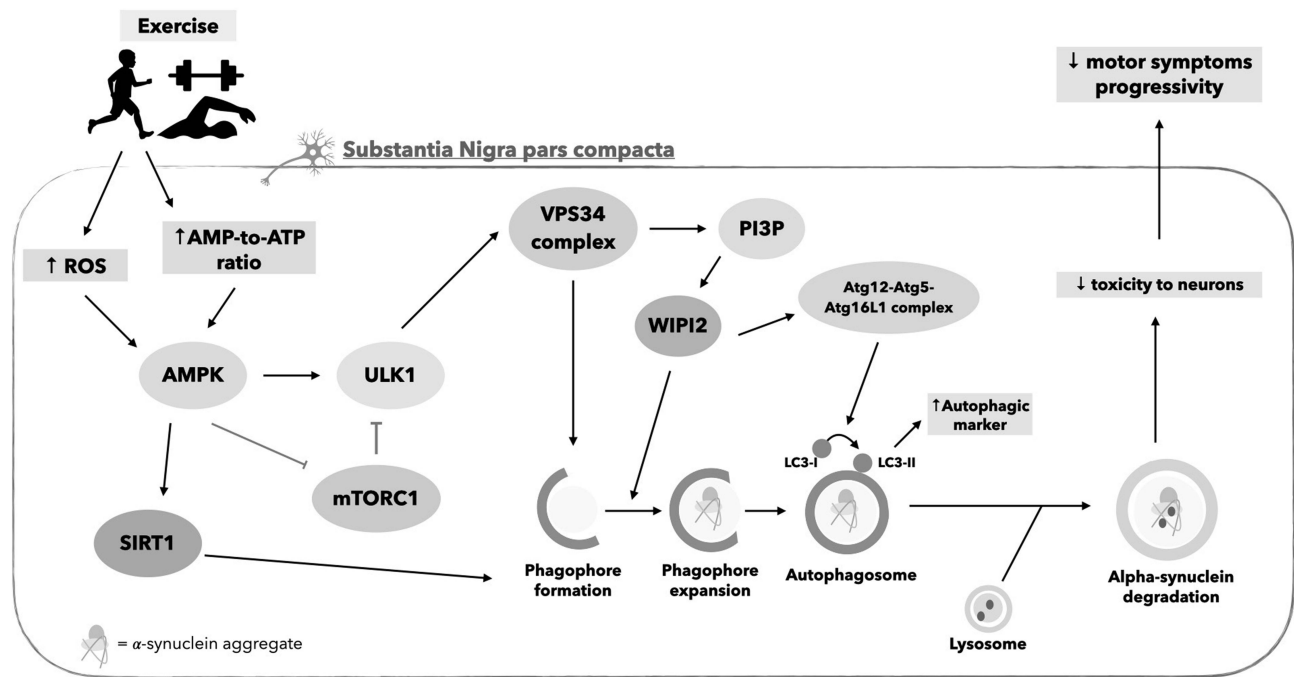 Exercise
Substantia Nigra pars compacta
↓ motor symptoms
progressivity
↑ ROS
↑AMP-to-ATP
ratio
VPS34
complex
PI3P
WIPI2
Atg12-Atg5-
Atg16L1 complex
↓ toxicity to neurons
AMPK
ULK1
mTORC1
SIRT1
LC3-I
LC3-II
↑Autophagic
marker
Phagophore
formation
Phagophore
expansion
Autophagosome
Lysosome
Alpha-synuclein
degradation
= α-synuclein aggregate